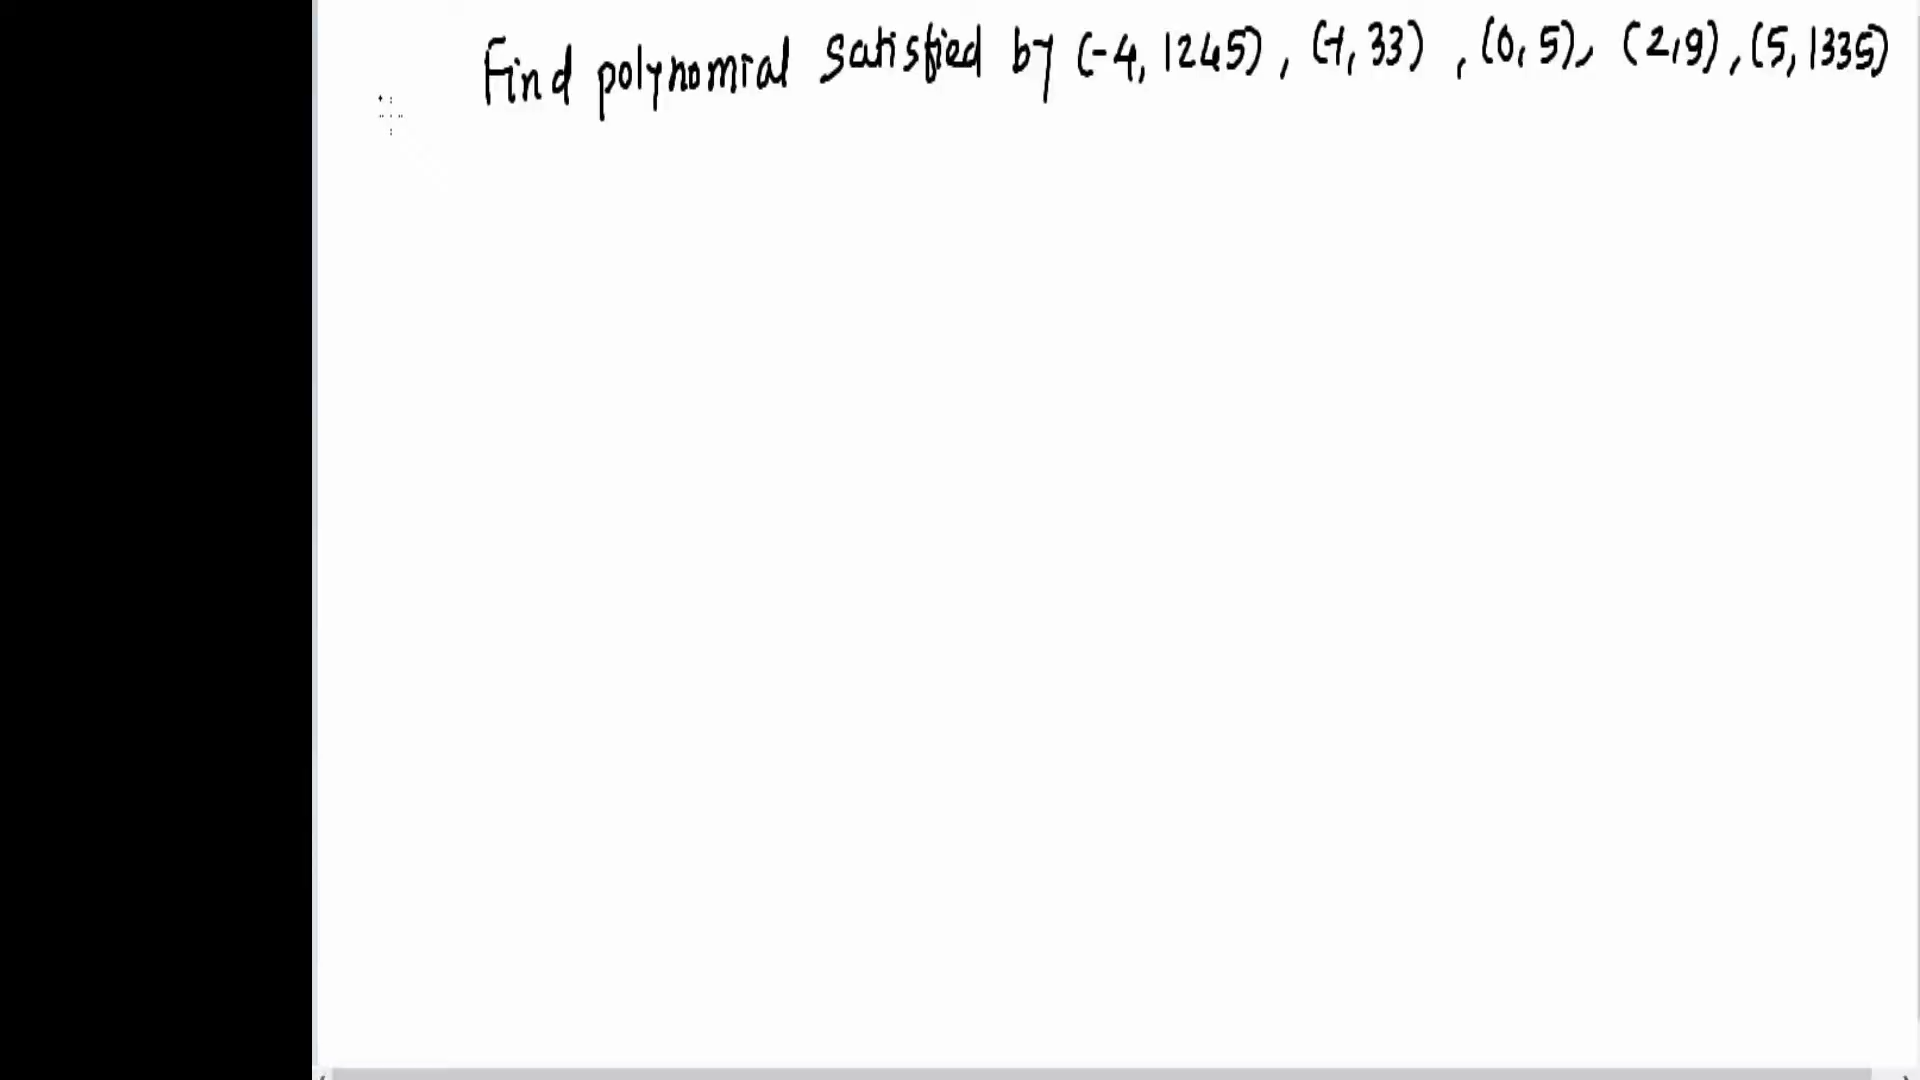 Find polynomial satisfied by (-4, 1245), (-1, 33), (0, 5), (2, 9), (5, 1335)